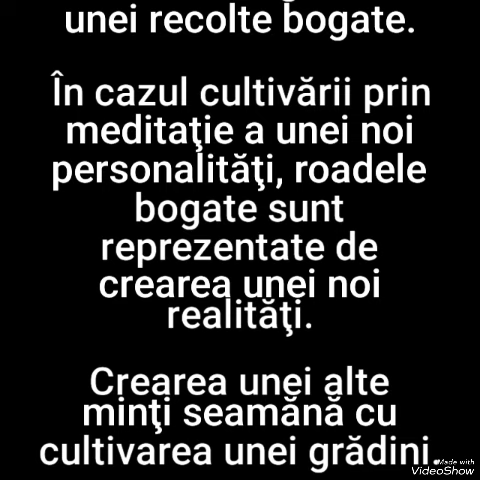 unei recolte bogate.
În cazul cultivării prin
meditaţie a unei noi
personalităţi, roadele
bogate sunt
reprezentate de
crearea unei noi
realităţi.
Crearea unei alte
minţi seamănă cu
cultivarea unei grădini.
Made with
VideoShow